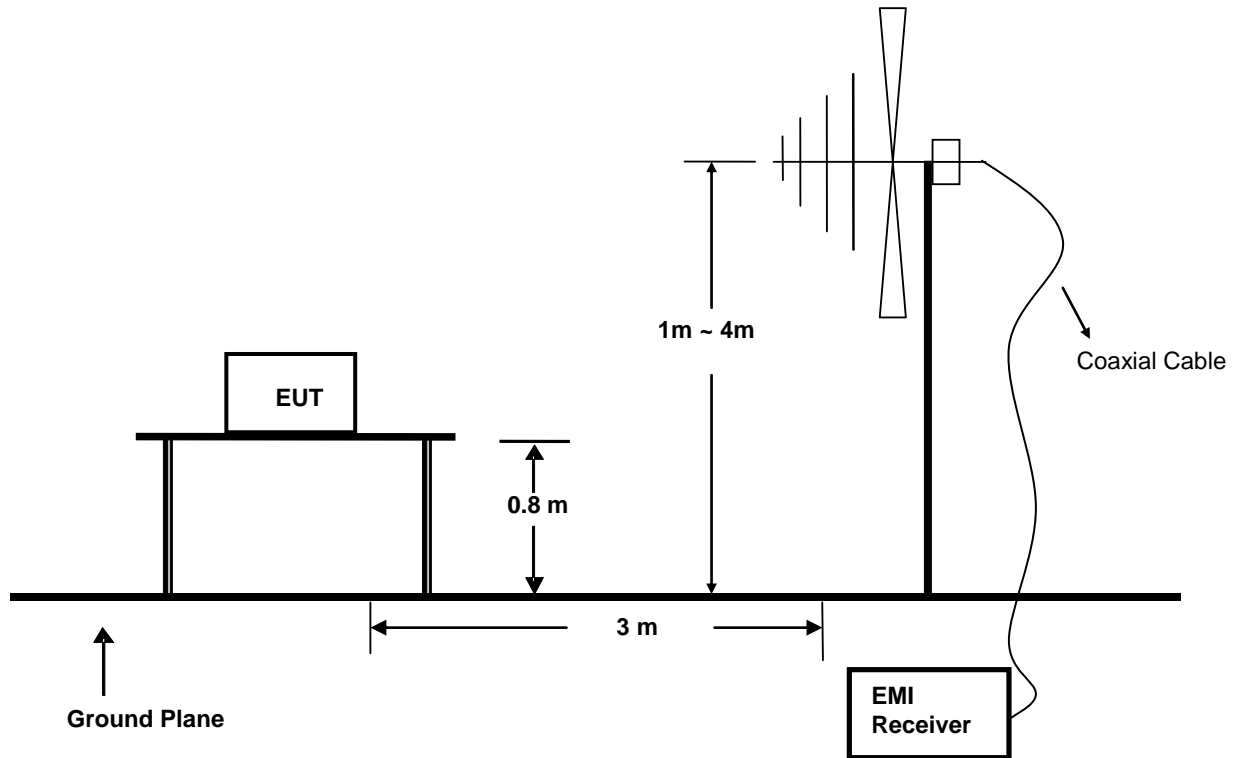 1m ~ 4m
Coaxial Cable
EUT
0.8 m
3 m
Ground Plane
EMI
Receiver